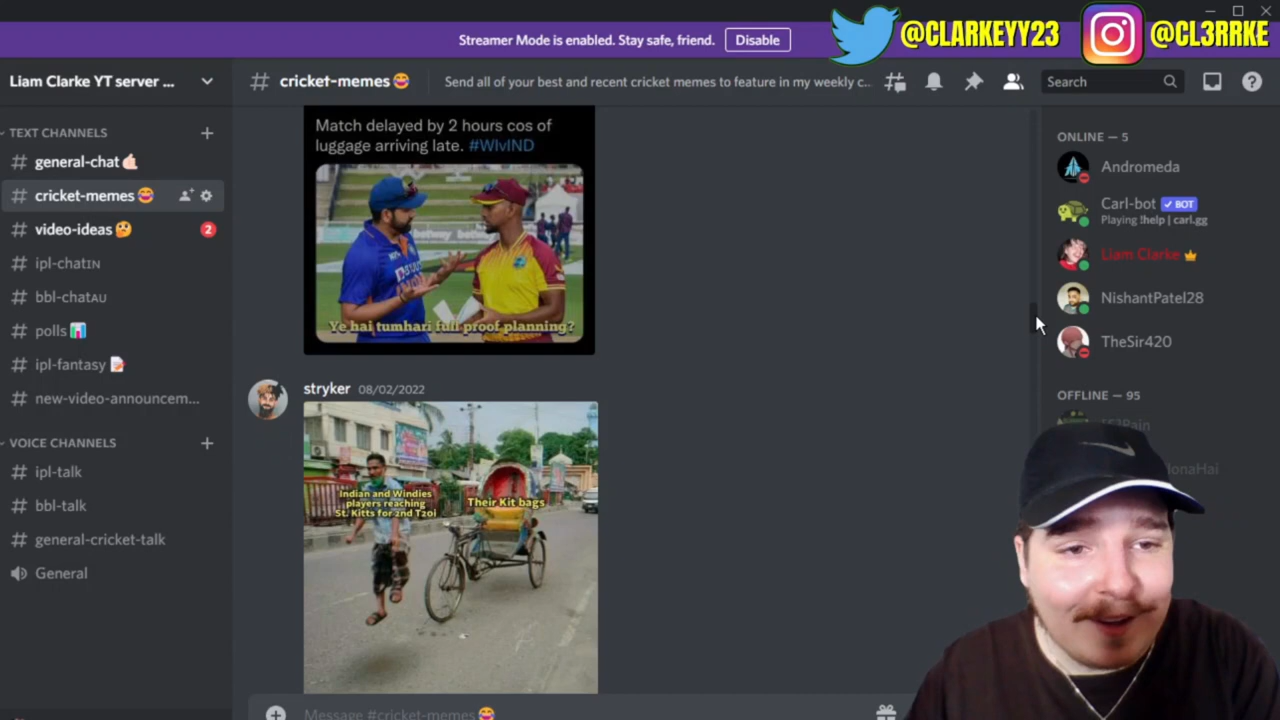 @CLARKEYY23
@CL3RRKE
Streamer Mode is enabled. Stay safe, friend.
Disable
Liam Clarke YT server ...
# cricket-memes😂
Send all of your best and recent cricket memes to feature in my weekly c...
Search
TEXT CHANNELS
# general-chat🤙🏻
# cricket-memes😂
# video-ideas🤔
2
# ipl-chatIN
# bbl-chatAU
# polls📊
# ipl-fantasy📝
# new-video-announcem...
VOICE CHANNELS
# ipl-talk
# bbl-talk
# general-cricket-talk
General
Match delayed by 2 hours cos of
luggage arriving late. #WIvIND
Ye hai tumhari full proof planning?
stryker 08/02/2022
Indian and Windies
players reaching
St. Kitts for 2nd T20i
Their Kit bags
Message #cricket-memes😂
ONLINE — 5
Andromeda
Carl-bot ✓ BOT
Playing !help | carl.gg
Liam Clarke
NishantPatel28
TheSir420
OFFLINE — 95